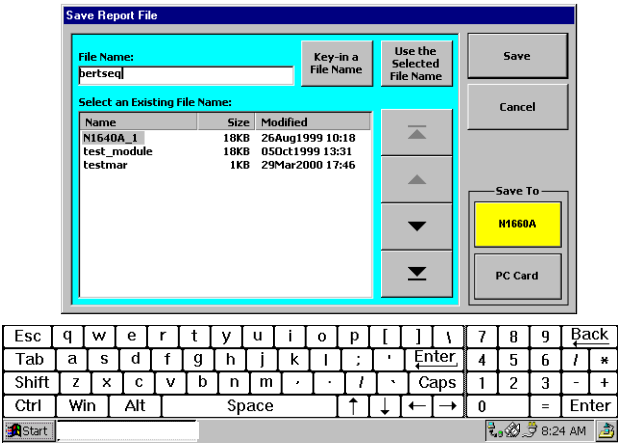 Save Report File
File Name:
bertseq
Key-in a
File Name
Use the
Selected
File Name
Save
Cancel
Select an Existing File Name:
Name Size Modified
N1640A_1 18KB 26Aug1999 10:18
test_module 18KB 05Oct1999 13:31
testmar 1KB 29Mar2000 17:46
Save To
N1660A
PC Card
Esc q w e r t y u i o p [ ] \ 7 8 9 Back
Tab a s d f g h j k l ; ' Enter 4 5 6 / *
Shift z x c v b n m , . / ` Caps 1 2 3 - +
Ctrl Win Alt Space ↑ ↓ ← → 0 = Enter
Start 8:24 AM